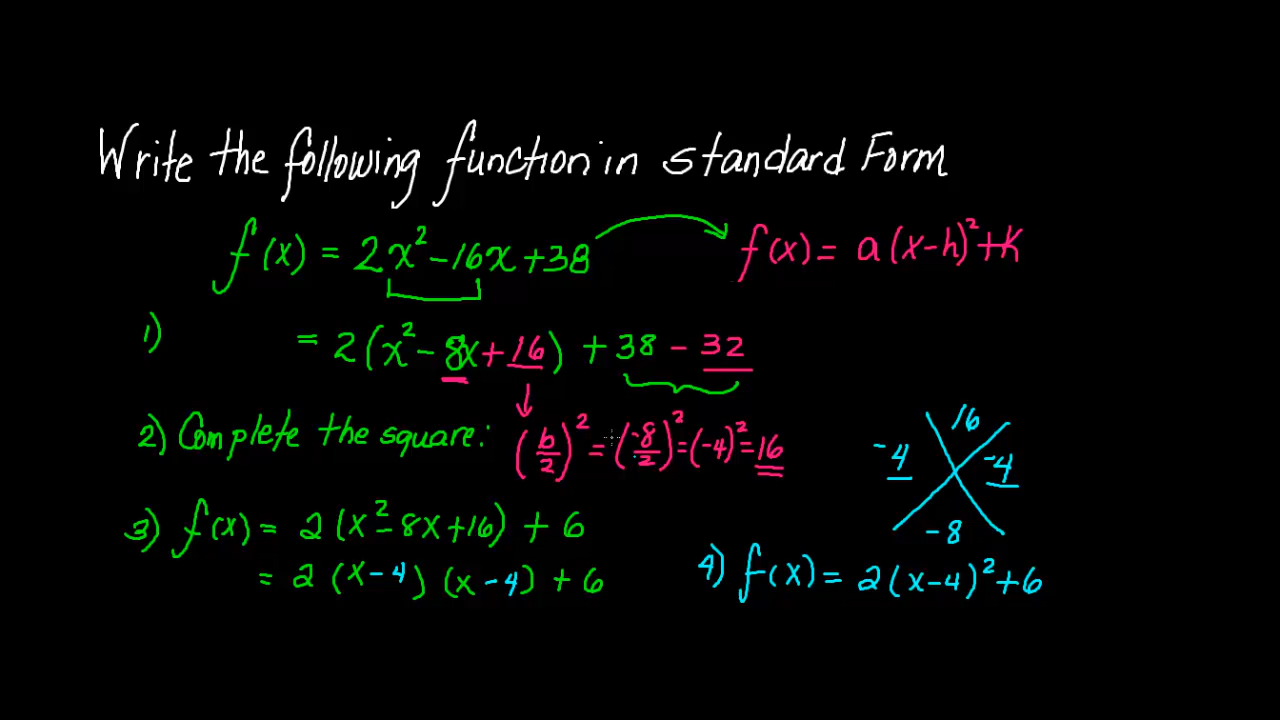 Write the following function in standard Form
f(x) = 2x² - 16x + 38 f(x) = a(x-h)² + k
1) = 2(x² - 8x + 16) + 38 - 32
2) Complete the square: (b/2)² = (-8/2)² = (-4)² = 16
16
-4 -4
-8
3) f(x) = 2(x² - 8x + 16) + 6
= 2(x - 4)(x - 4) + 6
4) f(x) = 2(x-4)² + 6